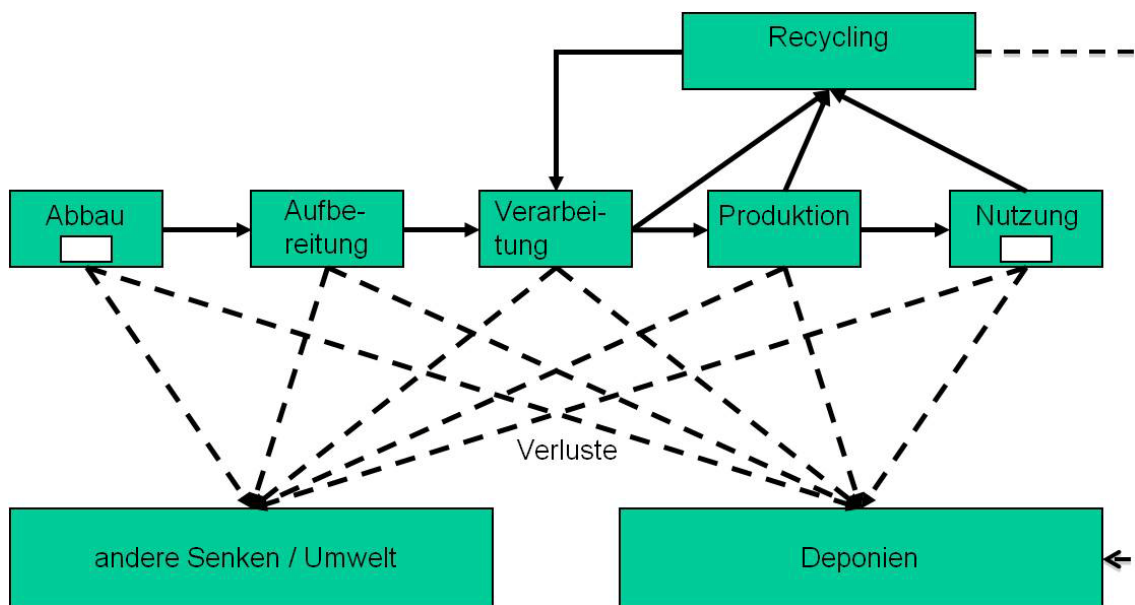 Recycling
Abbau
Aufbe-
reitung
Verarbei-
tung
Produktion
Nutzung
Verluste
andere Senken / Umwelt
Deponien